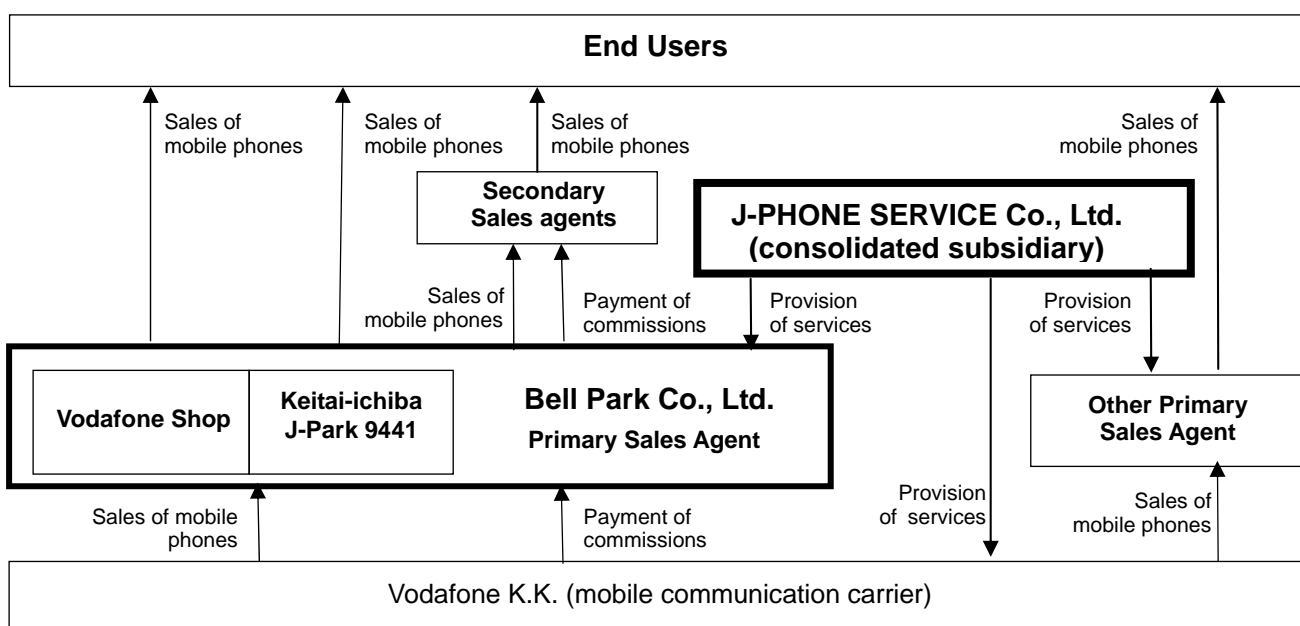 End Users
Sales of
mobile phones
Sales of
mobile phones
Sales of
mobile phones
Sales of
mobile phones
Secondary
Sales agents
J-PHONE SERVICE Co., Ltd.
(consolidated subsidiary)
Sales of
mobile phones
Payment of
commissions
Provision
of services
Provision
of services
Vodafone Shop
Keitai-ichiba
J-Park 9441
Bell Park Co., Ltd.
Primary Sales Agent
Other Primary
Sales Agent
Sales of mobile
phones
Payment of
commissions
Provision
of services
Sales of
mobile phones
Vodafone K.K. (mobile communication carrier)